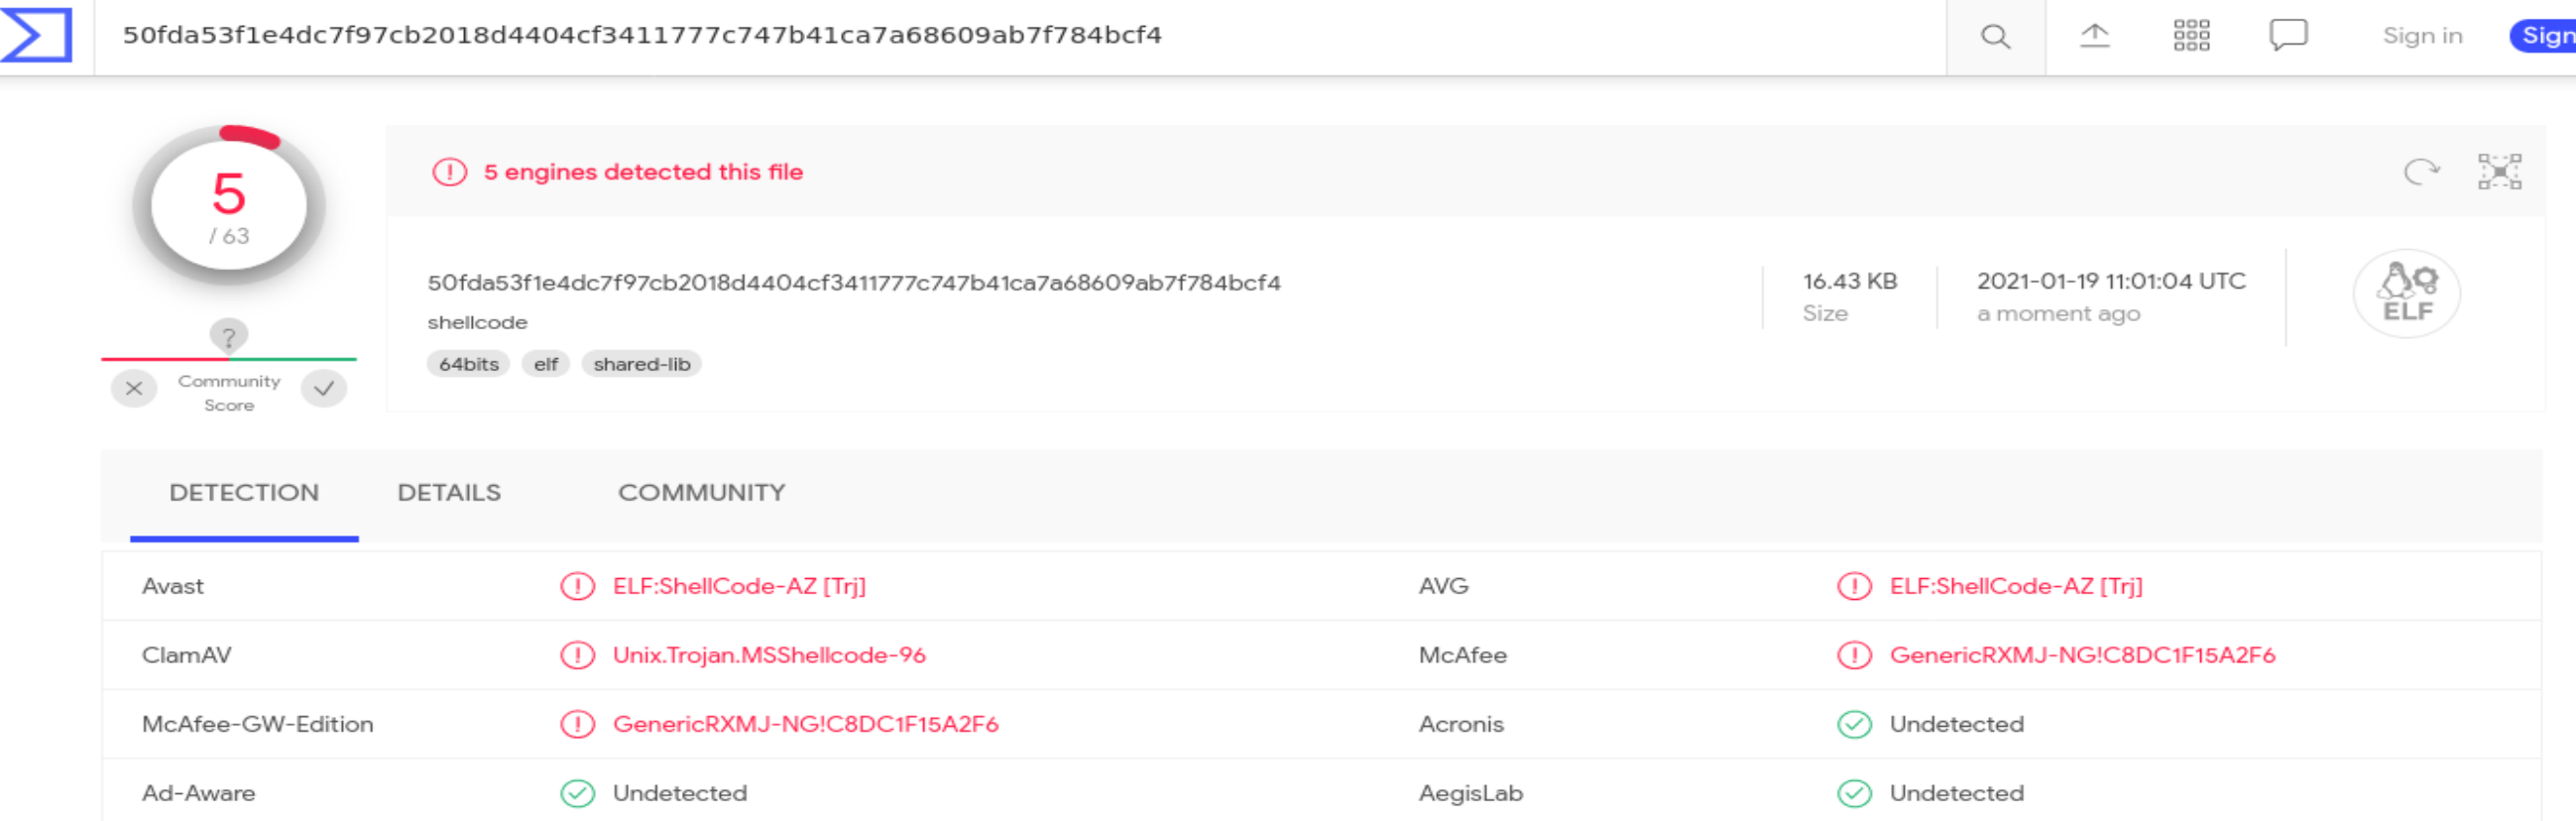 50fda53f1e4dc7f97cb2018d4404cf3411777c747b41ca7a68609ab7f784bcf4
Sign in
Sign
5
/ 63
5 engines detected this file
50fda53f1e4dc7f97cb2018d4404cf3411777c747b41ca7a68609ab7f784bcf4
shellcode
64bits elf shared-lib
16.43 KB
Size
2021-01-19 11:01:04 UTC
a moment ago
ELF
?
Community
Score
DETECTION DETAILS COMMUNITY
Avast ELF:ShellCode-AZ [Trj] AVG ELF:ShellCode-AZ [Trj]
ClamAV Unix.Trojan.MSShellcode-96 McAfee GenericRXMJ-NG!C8DC1F15A2F6
McAfee-GW-Edition GenericRXMJ-NG!C8DC1F15A2F6 Acronis Undetected
Ad-Aware Undetected AegisLab Undetected